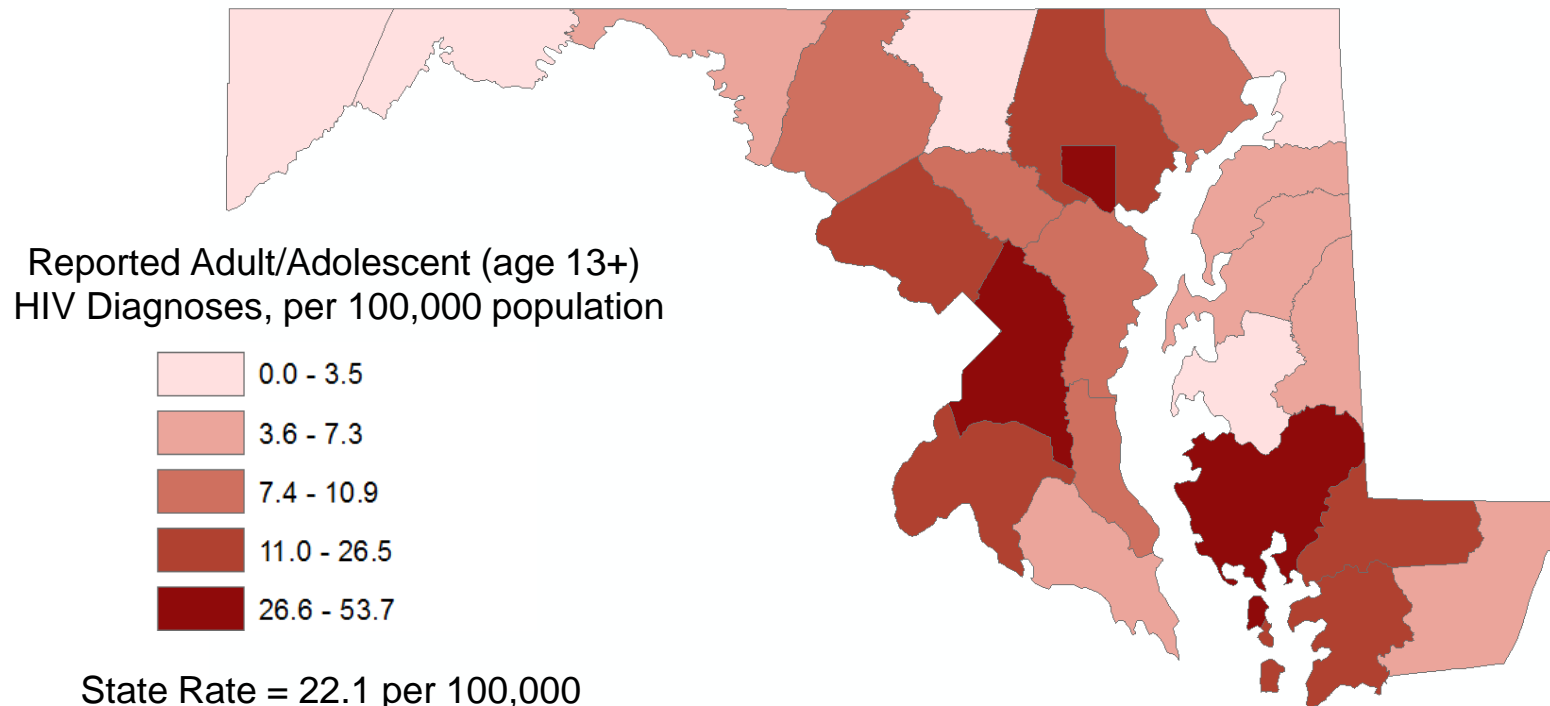 Reported Adult/Adolescent (age 13+)
HIV Diagnoses, per 100,000 population
0.0 - 3.5
3.6 - 7.3
7.4 - 10.9
11.0 - 26.5
26.6 - 53.7
State Rate = 22.1 per 100,000